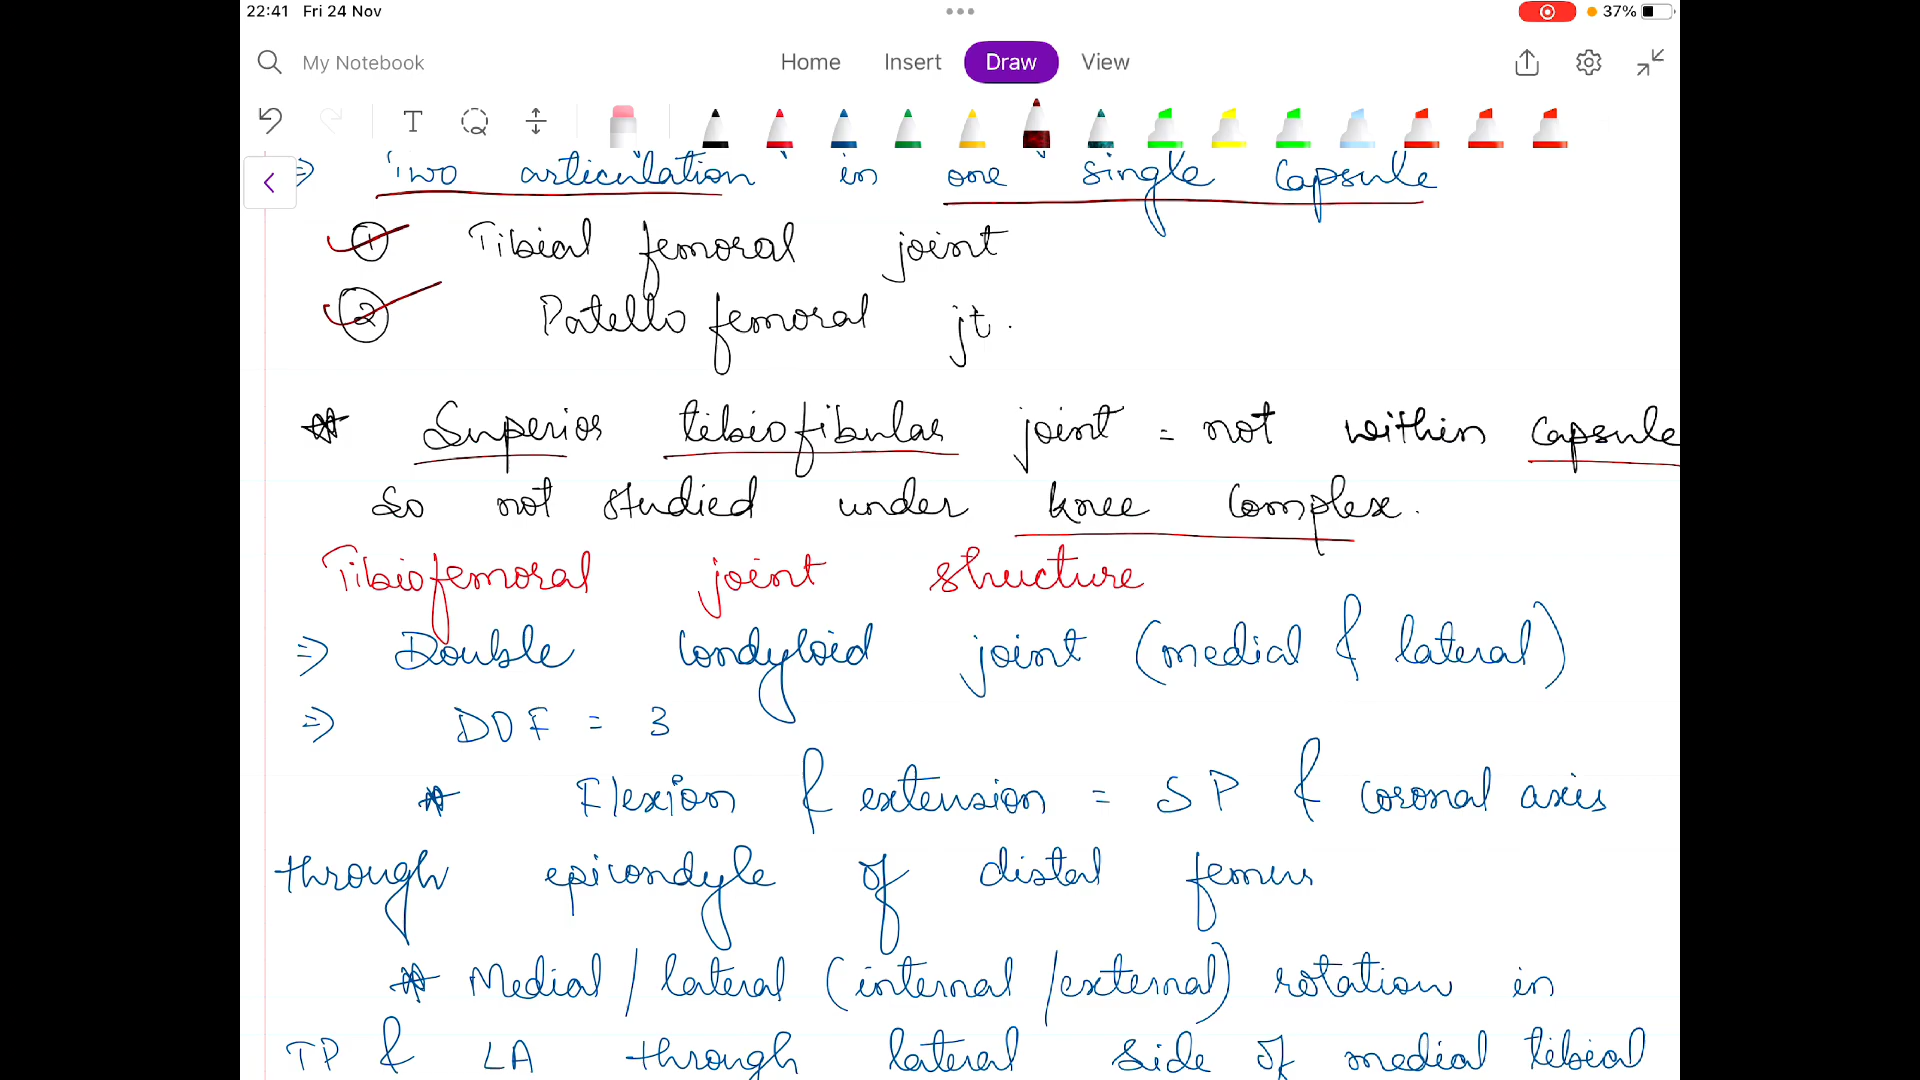 22:41 Fri 24 Nov
37%
My Notebook
Home Insert Draw View
T
⇒ Two articulation in one single capsule
① Tibial femoral joint
② Patello femoral jt.
* Superior tibiofibular joint = not within capsule
so not studied under knee complex.
Tibiofemoral joint structure
⇒ Double condyloid joint (medial & lateral)
⇒ DOF = 3
* Flexion & extension = SP & coronal axis
through epicondyle of distal femur
* Medial / lateral (internal / external) rotation in
TP & LA through lateral side of medial tibial